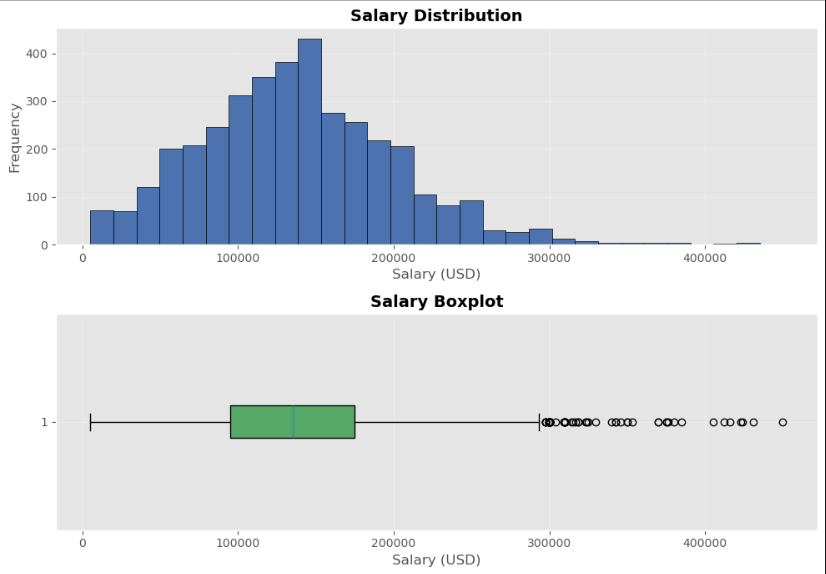 Salary Distribution
400
300
200
100
0
Frequency
0 100000 200000 300000 400000
Salary (USD)
Salary Boxplot
1
0 100000 200000 300000 400000
Salary (USD)